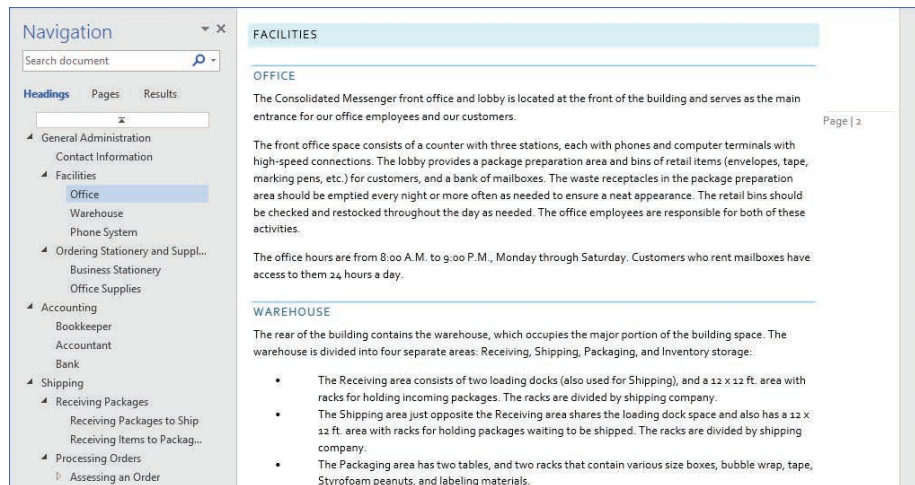 Navigation
Search document
Headings Pages Results
General Administration
Contact Information
Facilities
Office
Warehouse
Phone System
Ordering Stationery and Suppl...
Business Stationery
Office Supplies
Accounting
Bookkeeper
Accountant
Bank
Shipping
Receiving Packages
Receiving Packages to Ship
Receiving Items to Packag...
Processing Orders
Assessing an Order
FACILITIES
OFFICE
The Consolidated Messenger front office and lobby is located at the front of the building and serves as the main
entrance for our office employees and our customers.
Page | 2
The front office space consists of a counter with three stations, each with phones and computer terminals with
high-speed connections. The lobby provides a package preparation area and bins of retail items (envelopes, tape,
marking pens, etc.) for customers, and a bank of mailboxes. The waste receptacles in the package preparation
area should be emptied every night or more often as needed to ensure a neat appearance. The retail bins should
be checked and restocked throughout the day as needed. The office employees are responsible for both of these
activities.
The office hours are from 8:00 A.M. to 9:00 P.M., Monday through Saturday. Customers who rent mailboxes have
access to them 24 hours a day.
WAREHOUSE
The rear of the building contains the warehouse, which occupies the major portion of the building space. The
warehouse is divided into four separate areas: Receiving, Shipping, Packaging, and Inventory storage:
• The Receiving area consists of two loading docks (also used for Shipping), and a 12 x 12 ft. area with
racks for holding incoming packages. The racks are divided by shipping company.
• The Shipping area just opposite the Receiving area shares the loading dock space and also has a 12 x
12 ft. area with racks for holding packages waiting to be shipped. The racks are divided by shipping
company.
• The Packaging area has two tables, and two racks that contain various size boxes, bubble wrap, tape,
Styrofoam peanuts, and labeling materials.